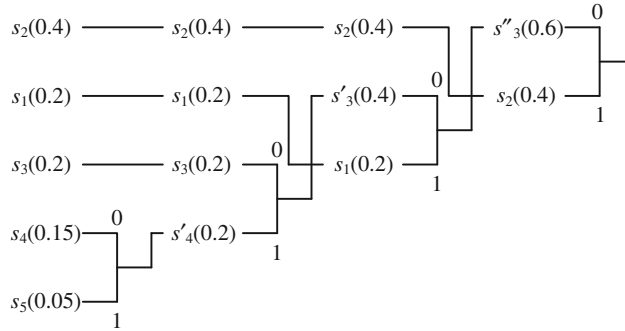 s₂(0.4) s₂(0.4) s₂(0.4) s″₃(0.6) 0
s₁(0.2) s₁(0.2) 0 s′₃(0.4) 0 s₂(0.4) 1
s₃(0.2) s₃(0.2) s₁(0.2) 1
s₄(0.15) 0 s′₄(0.2) 1
s₅(0.05) 1